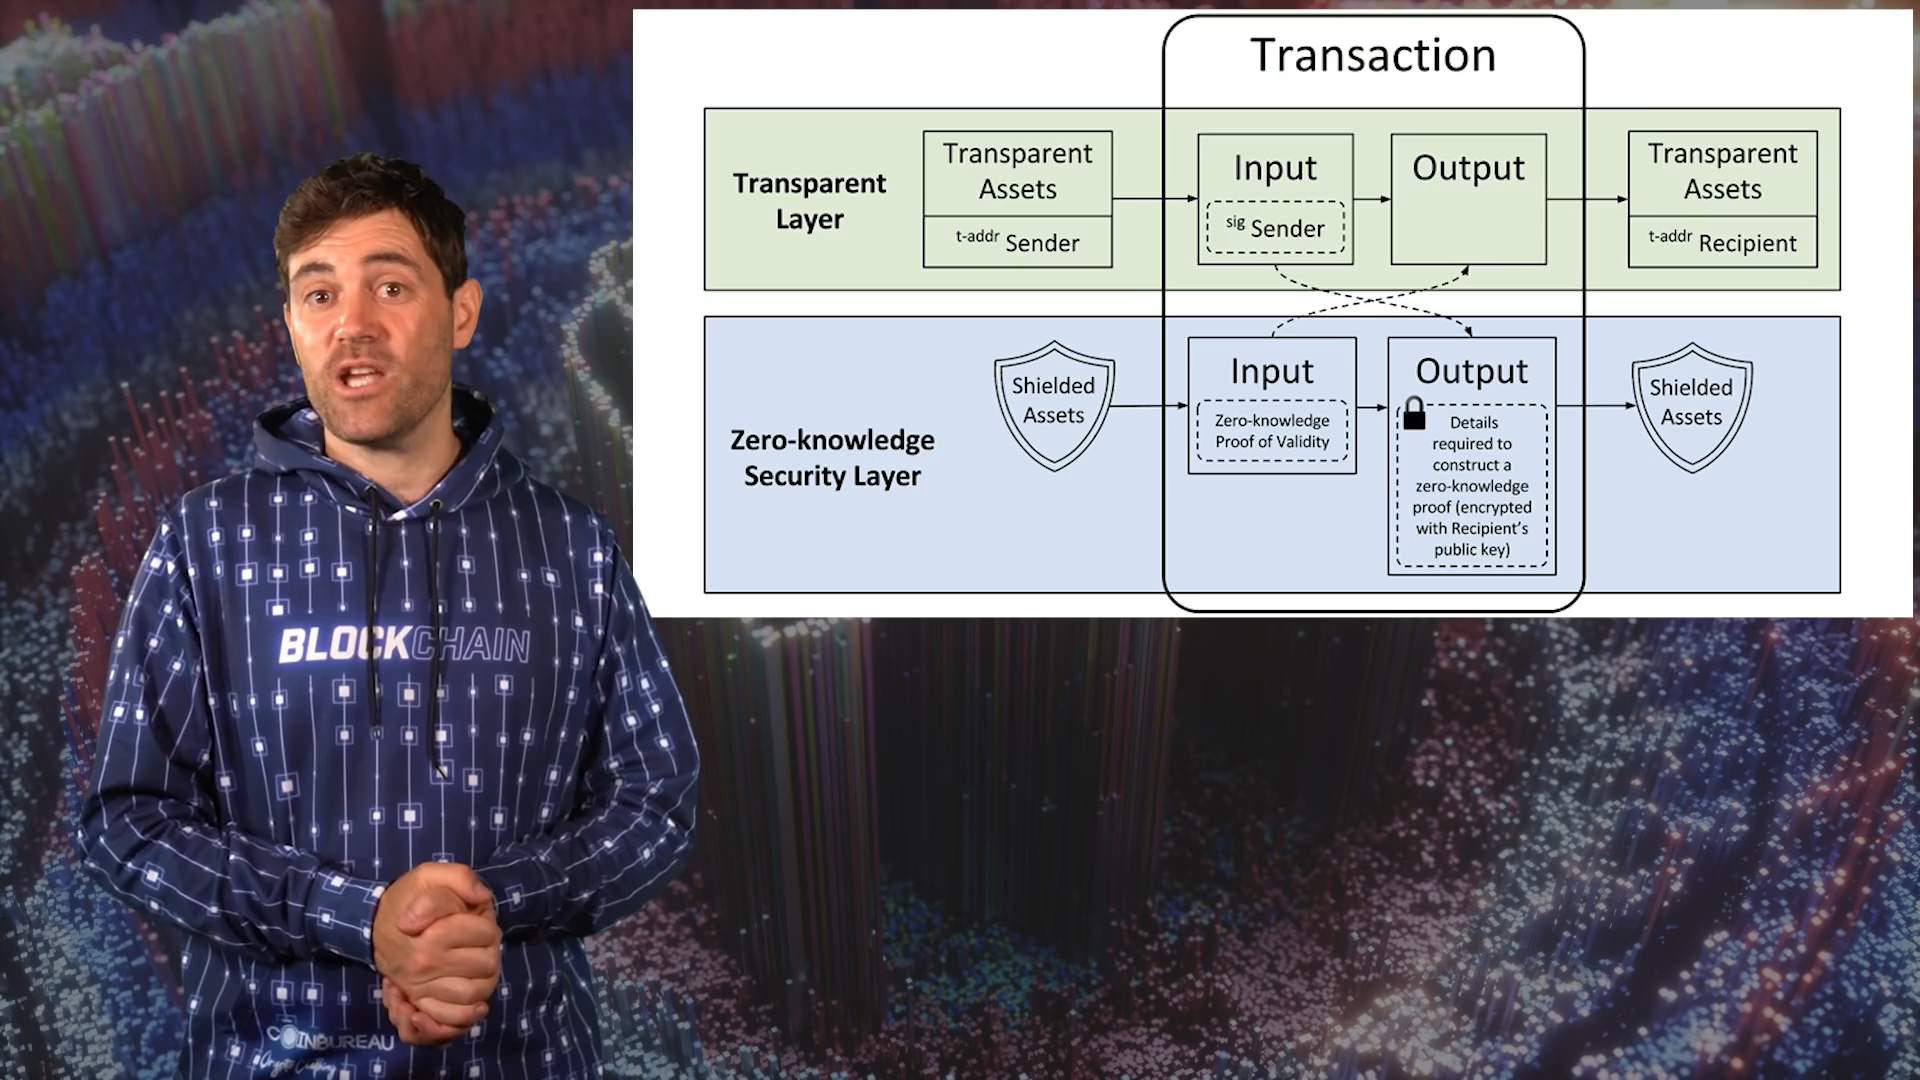 Transaction
Transparent
Layer
Transparent
Assets
t-addr Sender
Input
sig Sender
Output
Transparent
Assets
t-addr Recipient
Zero-knowledge
Security Layer
Shielded
Assets
Input
Zero-knowledge
Proof of Validity
Output
Details
required to
construct a
zero-knowledge
proof (encrypted
with Recipient's
public key)
Shielded
Assets
BLOCKCHAIN
COINBUREAU
Crypto Clothing